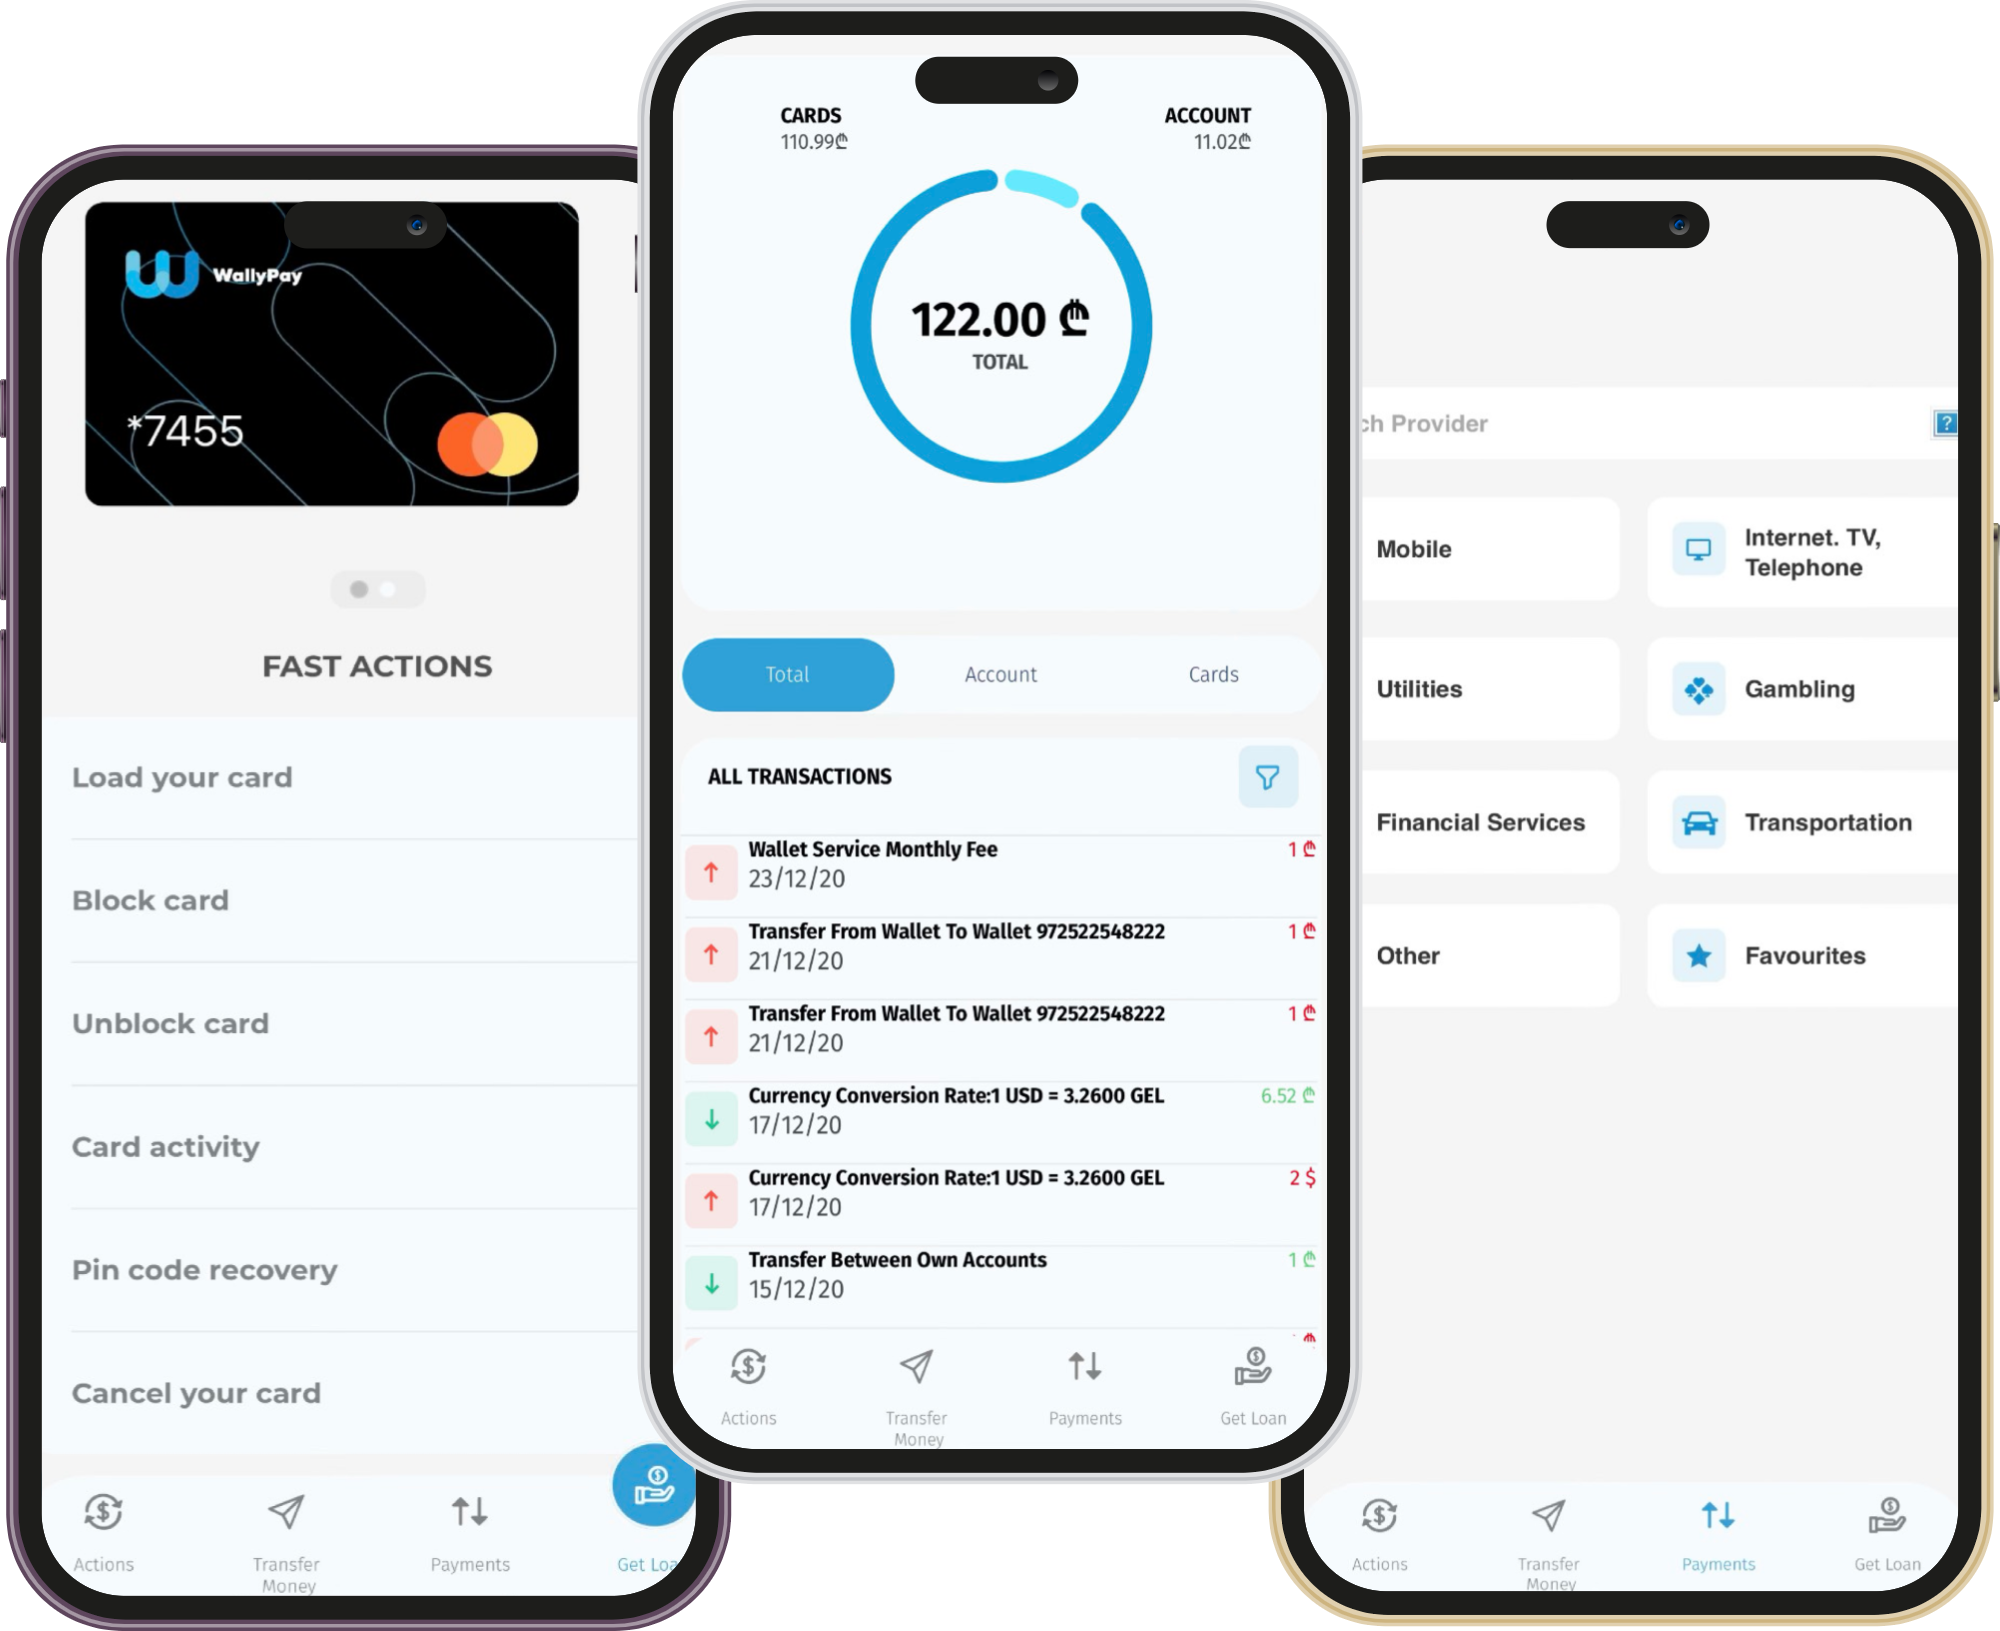 WallyPay
*7455
FAST ACTIONS
Load your card
Block card
Unblock card
Card activity
Pin code recovery
Cancel your card
Actions
Transfer
Money
Payments
Get Loa
CARDS
110.99₾
ACCOUNT
11.02₾
122.00 ₾
TOTAL
Total
Account
Cards
ALL TRANSACTIONS
Wallet Service Monthly Fee
1 ₾
23/12/20
Transfer From Wallet To Wallet 972522548222
1 ₾
21/12/20
Transfer From Wallet To Wallet 972522548222
1 ₾
21/12/20
Currency Conversion Rate:1 USD = 3.2600 GEL
6.52 ₾
17/12/20
Currency Conversion Rate:1 USD = 3.2600 GEL
2 $
17/12/20
Transfer Between Own Accounts
1 ₾
15/12/20
Actions
Transfer
Money
Payments
Get Loan
ch Provider
Mobile
Internet. TV,
Telephone
Utilities
Gambling
Financial Services
Transportation
Other
Favourites
Actions
Transfer
Money
Payments
Get Loan